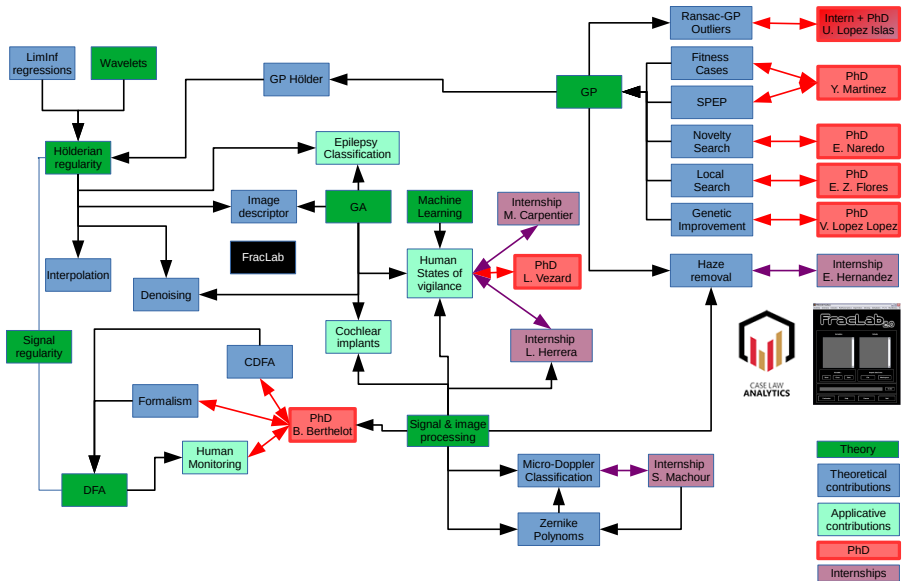 Ransac-GP
Outliers
Intern + PhD
U. Lopez Islas
LimInf
regressions
Wavelets
Fitness
Cases
PhD
Y. Martinez
GP Hölder
GP
SPEP
Epilepsy
Classification
Novelty
Search
PhD
E. Naredo
Hölderian
regularity
Local
Search
PhD
E. Z. Flores
Image
descriptor
GA
Machine
Learning
Internship
M. Carpentier
Genetic
Improvement
PhD
V. Lopez Lopez
FracLab
Human
States of
vigilance
PhD
L. Vezard
Haze
removal
Internship
E. Hernandez
Interpolation
Denoising
Signal
regularity
Cochlear
implants
Internship
L. Herrera
FracLab
2.0
CDFA
CASE LAW
ANALYTICS
Formalism
PhD
B. Berthelot
Signal & image
processing
Human
Monitoring
Theory
Micro-Doppler
Classification
Internship
S. Machour
Theoretical
contributions
DFA
Zernike
Polynoms
Applicative
contributions
PhD
Internships